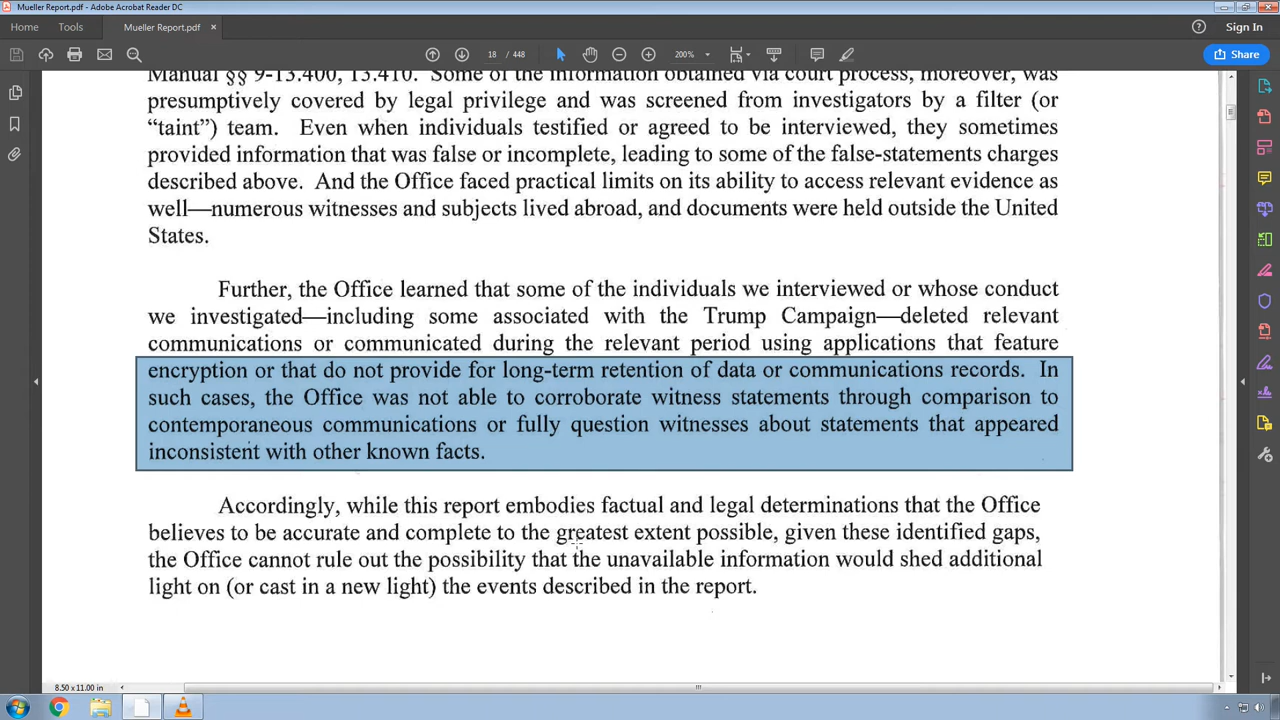 Mueller Report.pdf - Adobe Acrobat Reader DC
Home Tools Mueller Report.pdf × Sign In
18 / 448 200% Share
Manual §§ 9-13.400, 13.410. Some of the information obtained via court process, moreover, was
presumptively covered by legal privilege and was screened from investigators by a filter (or
“taint”) team. Even when individuals testified or agreed to be interviewed, they sometimes
provided information that was false or incomplete, leading to some of the false-statements charges
described above. And the Office faced practical limits on its ability to access relevant evidence as
well—numerous witnesses and subjects lived abroad, and documents were held outside the United
States.
Further, the Office learned that some of the individuals we interviewed or whose conduct
we investigated—including some associated with the Trump Campaign—deleted relevant
communications or communicated during the relevant period using applications that feature
encryption or that do not provide for long-term retention of data or communications records. In
such cases, the Office was not able to corroborate witness statements through comparison to
contemporaneous communications or fully question witnesses about statements that appeared
inconsistent with other known facts.
Accordingly, while this report embodies factual and legal determinations that the Office
believes to be accurate and complete to the greatest extent possible, given these identified gaps,
the Office cannot rule out the possibility that the unavailable information would shed additional
light on (or cast in a new light) the events described in the report.
8.50 x 11.00 in